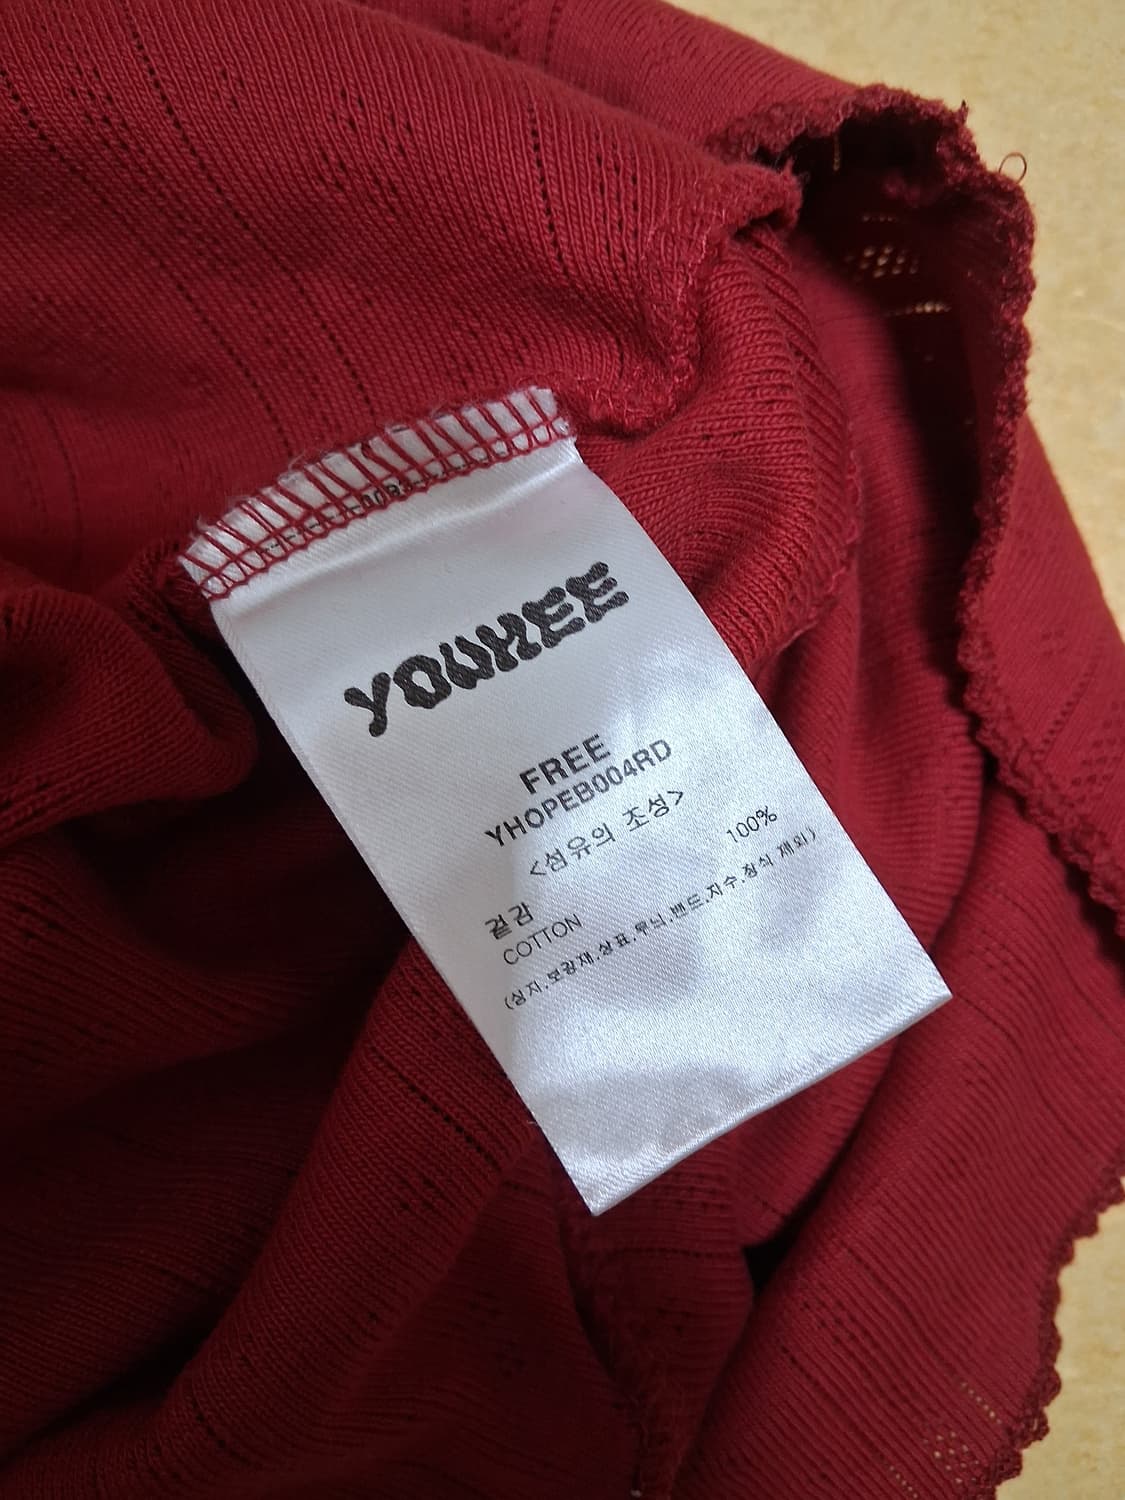 YOWHEE
FREE
YHOPEB004RD
<섬유의 조성>
겉감
COTTON 100%
(심지.보강재.상표.무늬.밴드.자수.장식 제외)